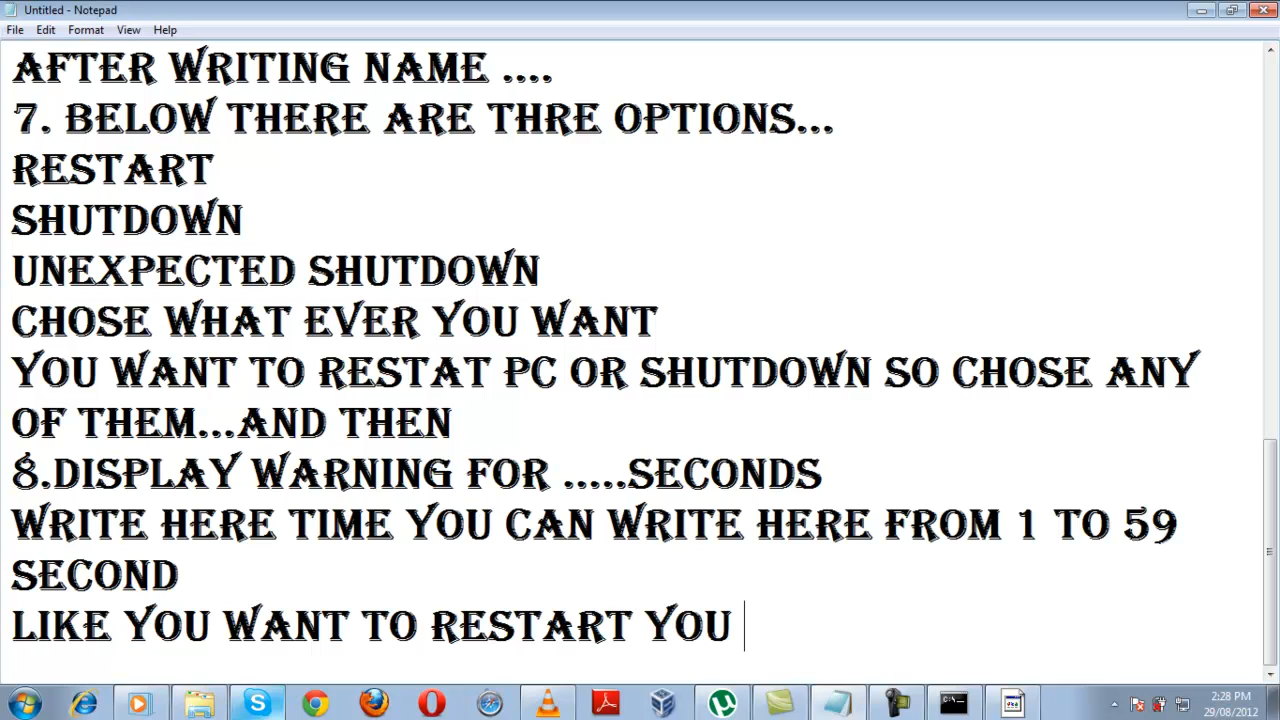 Untitled - Notepad
File Edit Format View Help
AFTER WRITING NAME ....
7. BELOW THERE ARE THRE OPTIONS...
RESTART
SHUTDOWN
UNEXPECTED SHUTDOWN
CHOSE WHAT EVER YOU WANT
YOU WANT TO RESTAT PC OR SHUTDOWN SO CHOSE ANY
OF THEM...AND THEN
8.DISPLAY WARNING FOR .....SECONDS
WRITE HERE TIME YOU CAN WRITE HERE FROM 1 TO 59
SECOND
LIKE YOU WANT TO RESTART YOU
2:28 PM
29/08/2012